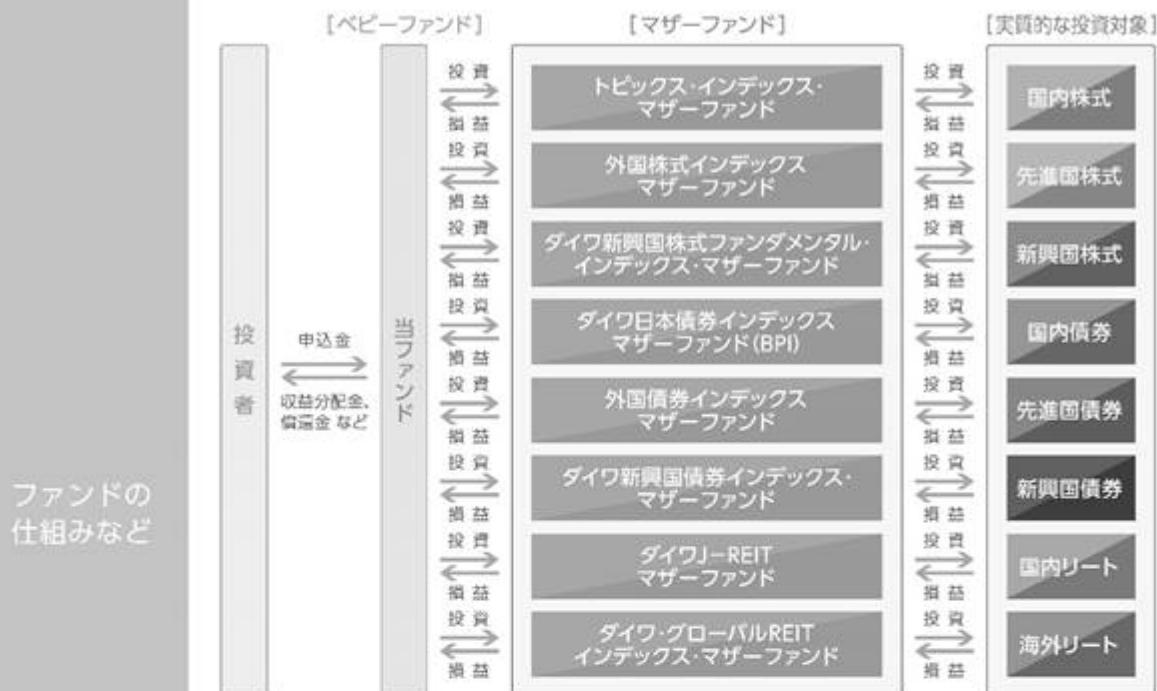 [ベビーファンド]
[マザーファンド]
[実質的な投資対象]
ファンドの
仕組みなど
投資者
申込金
収益分配金、
償還金 など
当ファンド
投資
損益
トピックス・インデックス・
マザーファンド
投資
損益
国内株式
投資
損益
外国株式インデックス
マザーファンド
投資
損益
先進国株式
投資
損益
ダイワ新興国株式ファンダメンタル・
インデックス・マザーファンド
投資
損益
新興国株式
投資
損益
ダイワ日本債券インデックス
マザーファンド(BPI)
投資
損益
国内債券
投資
損益
外国債券インデックス
マザーファンド
投資
損益
先進国債券
投資
損益
ダイワ新興国債券インデックス・
マザーファンド
投資
損益
新興国債券
投資
損益
ダイワJ-REIT
マザーファンド
投資
損益
国内リート
投資
損益
ダイワ・グローバルREIT
インデックス・マザーファンド
投資
損益
海外リート